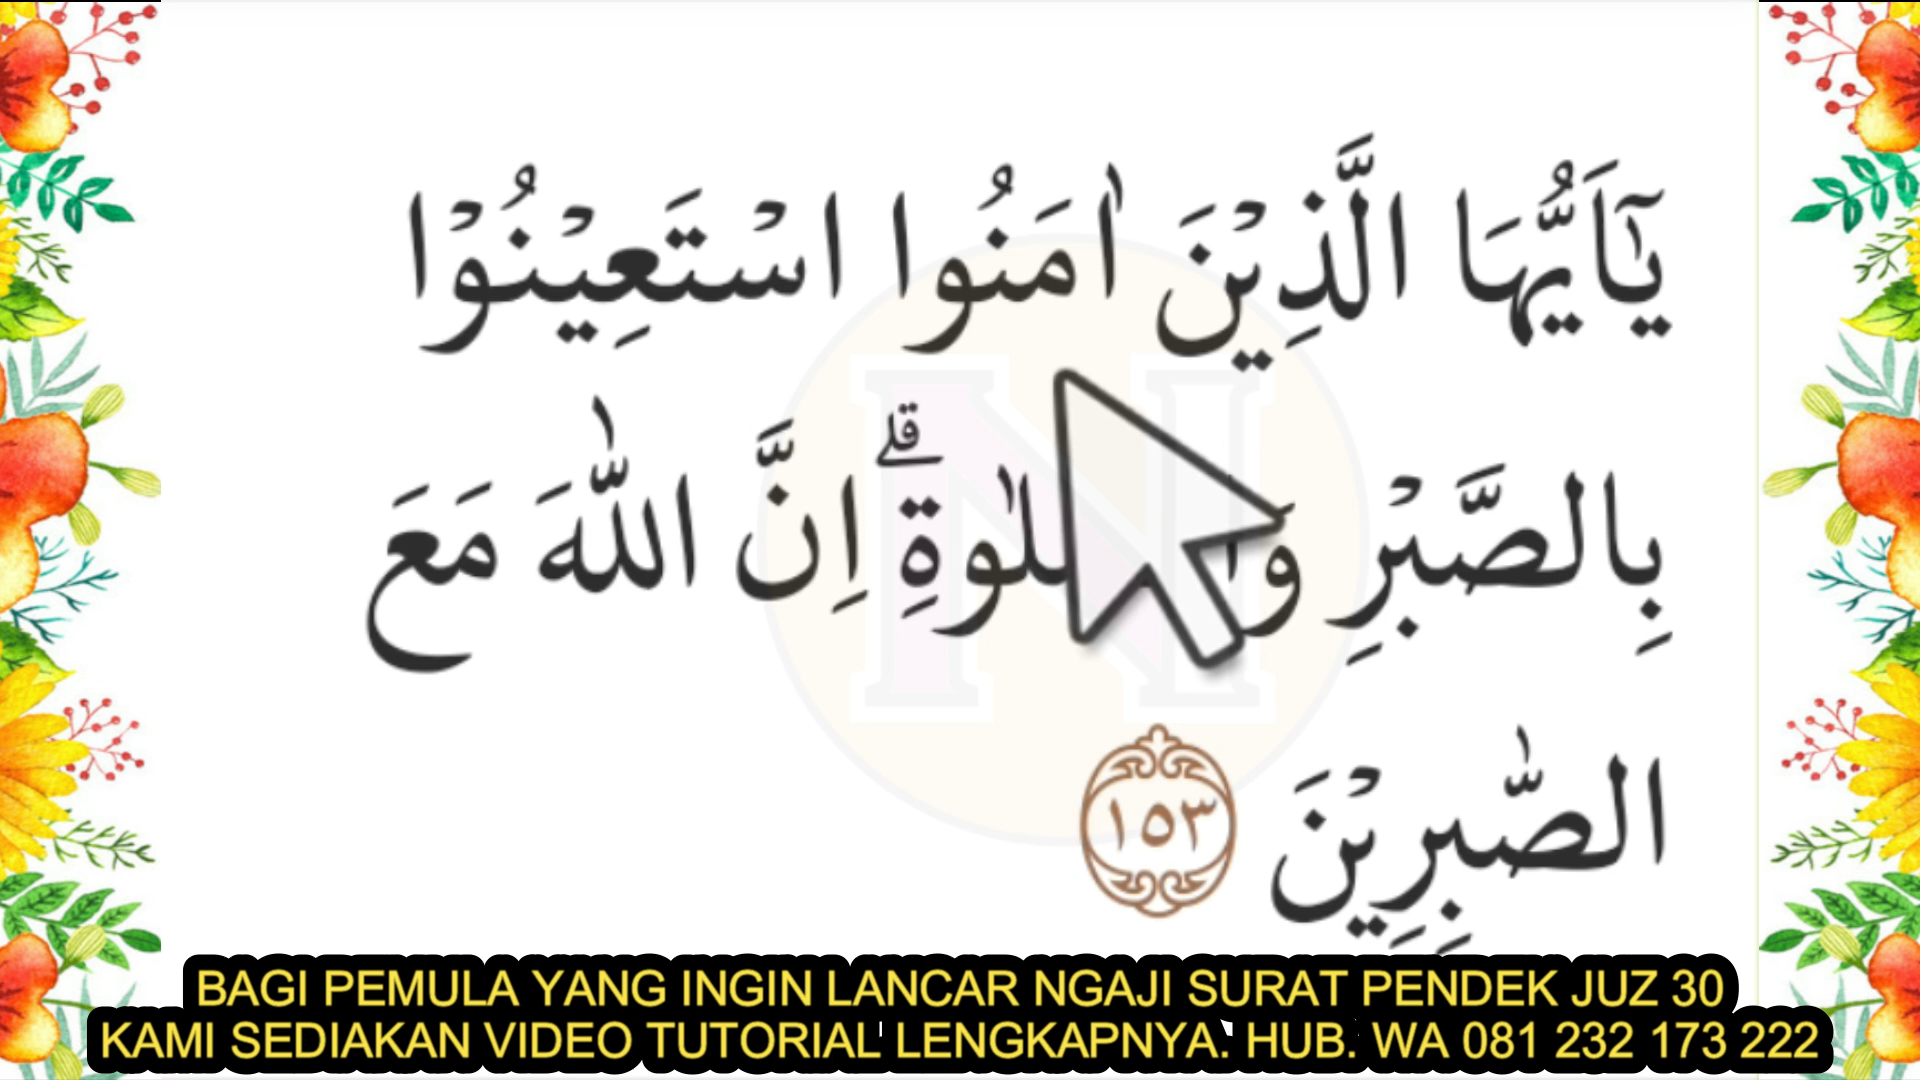 يٰٓاَيُّهَا الَّذِيْنَ اٰمَنُوا اسْتَعِيْنُوْا
بِالصَّبْرِ لٰوةِۗ اِنَّ اللّٰهَ مَعَ
الصّٰبِرِيْنَ ١٥٣
BAGI PEMULA YANG INGIN LANCAR NGAJI SURAT PENDEK JUZ 30
KAMI SEDIAKAN VIDEO TUTORIAL LENGKAPNYA. HUB. WA 081 232 173 222